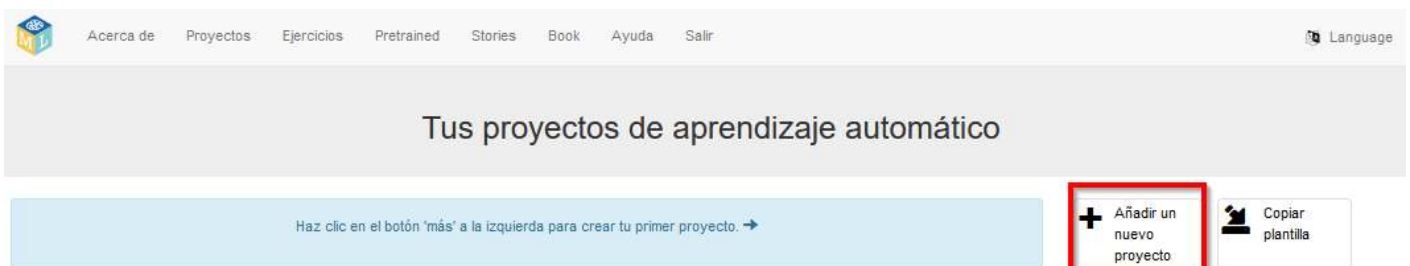 ML
Acerca de Proyectos Ejercicios Pretrained Stories Book Ayuda Salir Language
Tus proyectos de aprendizaje automático
Haz clic en el botón 'más' a la izquierda para crear tu primer proyecto. →
Añadir un
nuevo
proyecto
Copiar
plantilla